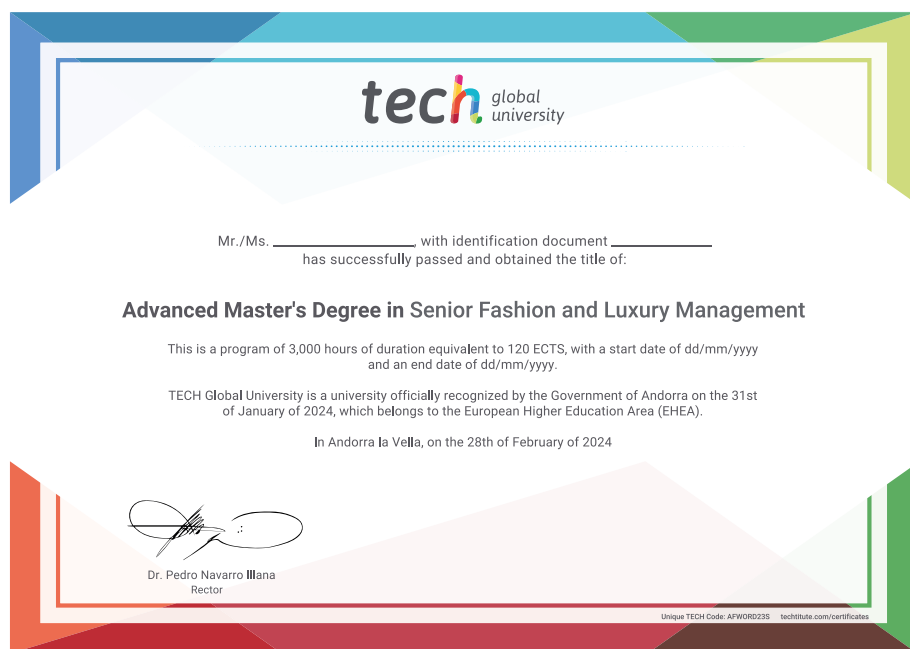 tech global university
Mr./Ms. ____________________, with identification document ______________
has successfully passed and obtained the title of:
Advanced Master's Degree in Senior Fashion and Luxury Management
This is a program of 3,000 hours of duration equivalent to 120 ECTS, with a start date of dd/mm/yyyy
and an end date of dd/mm/yyyy.
TECH Global University is a university officially recognized by the Government of Andorra on the 31st
of January of 2024, which belongs to the European Higher Education Area (EHEA).
In Andorra la Vella, on the 28th of February of 2024
Dr. Pedro Navarro Illana
Rector
Unique TECH Code: AFWORD23S techtitute.com/certificates